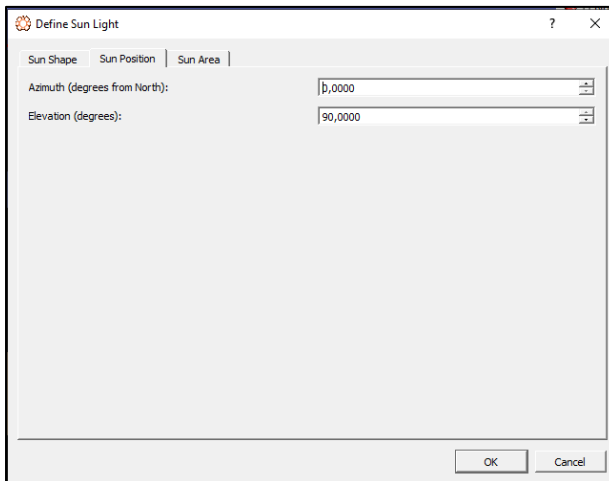 Define Sun Light ?
Sun Shape Sun Position Sun Area
Azimuth (degrees from North): 0,0000
Elevation (degrees): 90,0000
OK Cancel